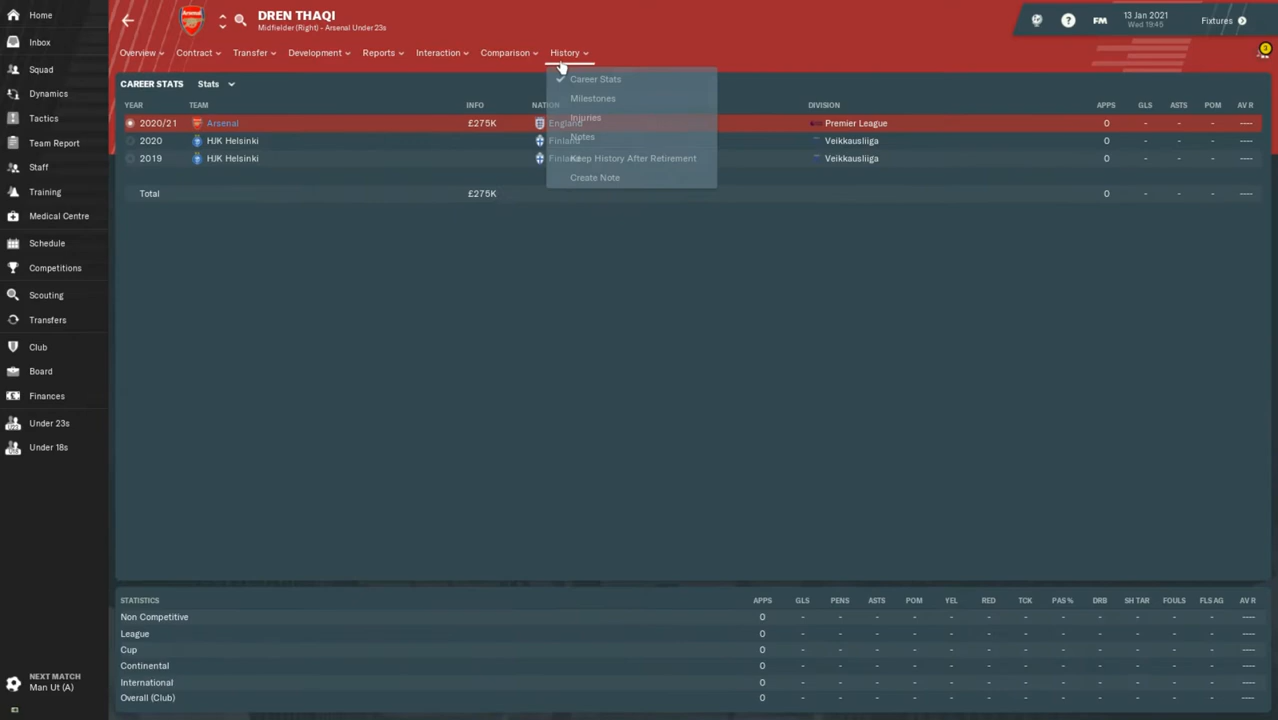 Home
Inbox
Squad
Dynamics
Tactics
Team Report
Staff
Training
Medical Centre
Schedule
Competitions
Scouting
Transfers
Club
Board
Finances
Under 23s
Under 18s
NEXT MATCH
Man Ut (A)
DREN THAQI
Midfielder (Right) - Arsenal Under 23s
FM
13 Jan 2021
Wed 19:45
Fixtures
3
Overview Contract Transfer Development Reports Interaction Comparison History
Career Stats
Milestones
Injuries
Notes
Keep History After Retirement
Create Note
CAREER STATS Stats
YEAR TEAM INFO NATION DIVISION APPS GLS ASTS POM AV R
2020/21 Arsenal £275K England Premier League 0 - - - ----
2020 HJK Helsinki Finland Veikkausliiga 0 - - - ----
2019 HJK Helsinki Finland Veikkausliiga 0 - - - ----
Total £275K 0 - - - ----
STATISTICS APPS GLS PENS ASTS POM YEL RED TCK PAS % DRB SH TAR FOULS FLS AG AV R
Non Competitive 0 - - - - - - - - - - - - ----
League 0 - - - - - - - - - - - - ----
Cup 0 - - - - - - - - - - - - ----
Continental 0 - - - - - - - - - - - - ----
International 0 - - - - - - - - - - - - ----
Overall (Club) 0 - - - - - - - - - - - - ----